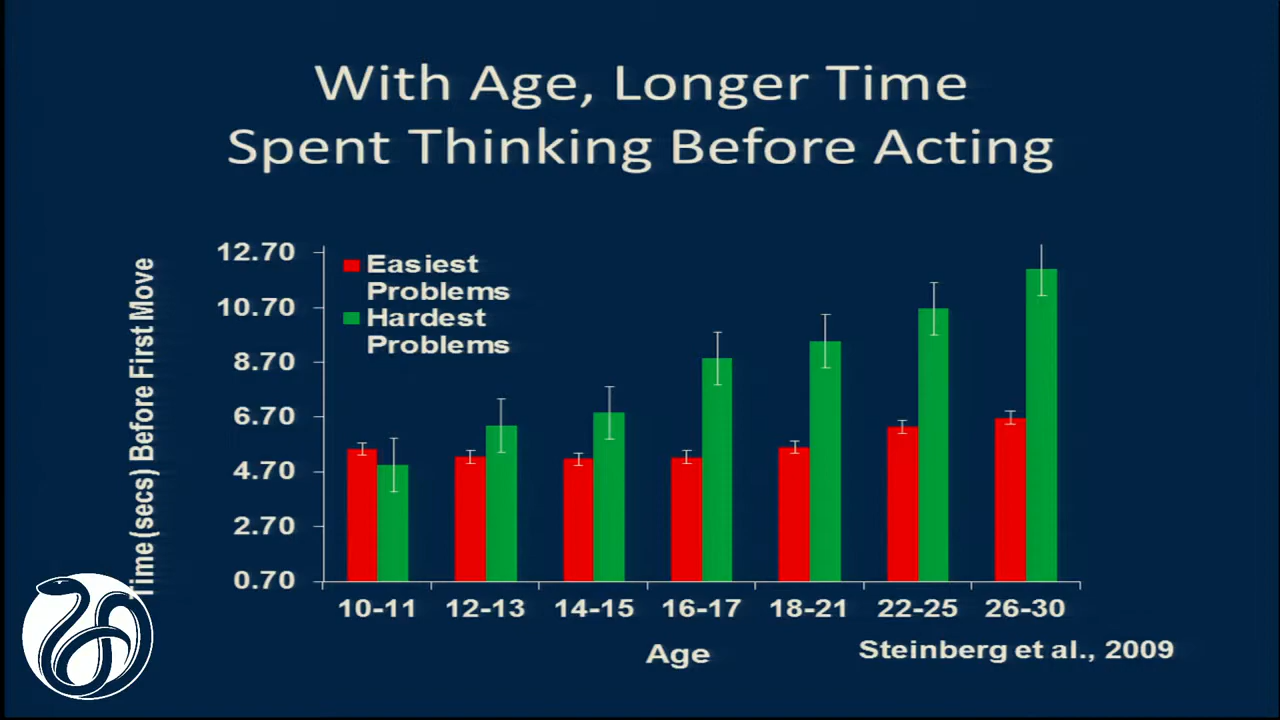 With Age, Longer Time
Spent Thinking Before Acting
Time (secs) Before First Move
12.70
10.70
8.70
6.70
4.70
2.70
0.70
Easiest
Problems
Hardest
Problems
10-11 12-13 14-15 16-17 18-21 22-25 26-30
Age
Steinberg et al., 2009